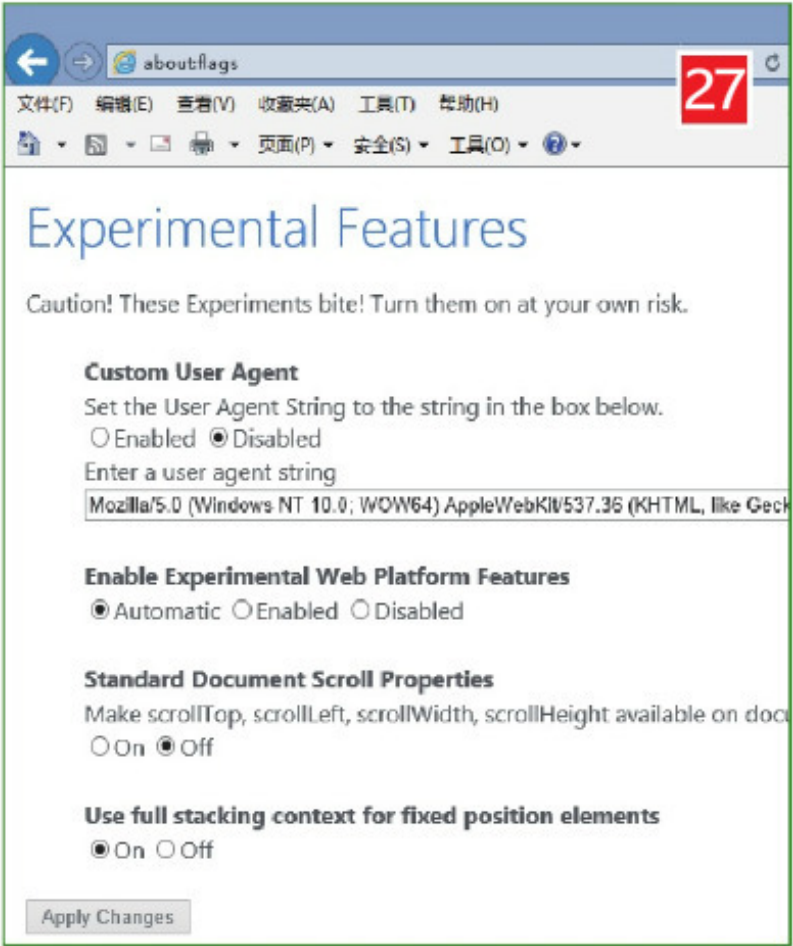 aboutflags
27
文件(F) 编辑(E) 查看(V) 收藏夹(A) 工具(T) 帮助(H)
页面(P) 安全(S) 工具(O)
Experimental Features
Caution! These Experiments bite! Turn them on at your own risk.
Custom User Agent
Set the User Agent String to the string in the box below.
Enabled Disabled
Enter a user agent string
Mozilla/5.0 (Windows NT 10.0; WOW64) AppleWebKit/537.36 (KHTML, like Geck
Enable Experimental Web Platform Features
Automatic Enabled Disabled
Standard Document Scroll Properties
Make scrollTop, scrollLeft, scrollWidth, scrollHeight available on docu
On Off
Use full stacking context for fixed position elements
On Off
Apply Changes